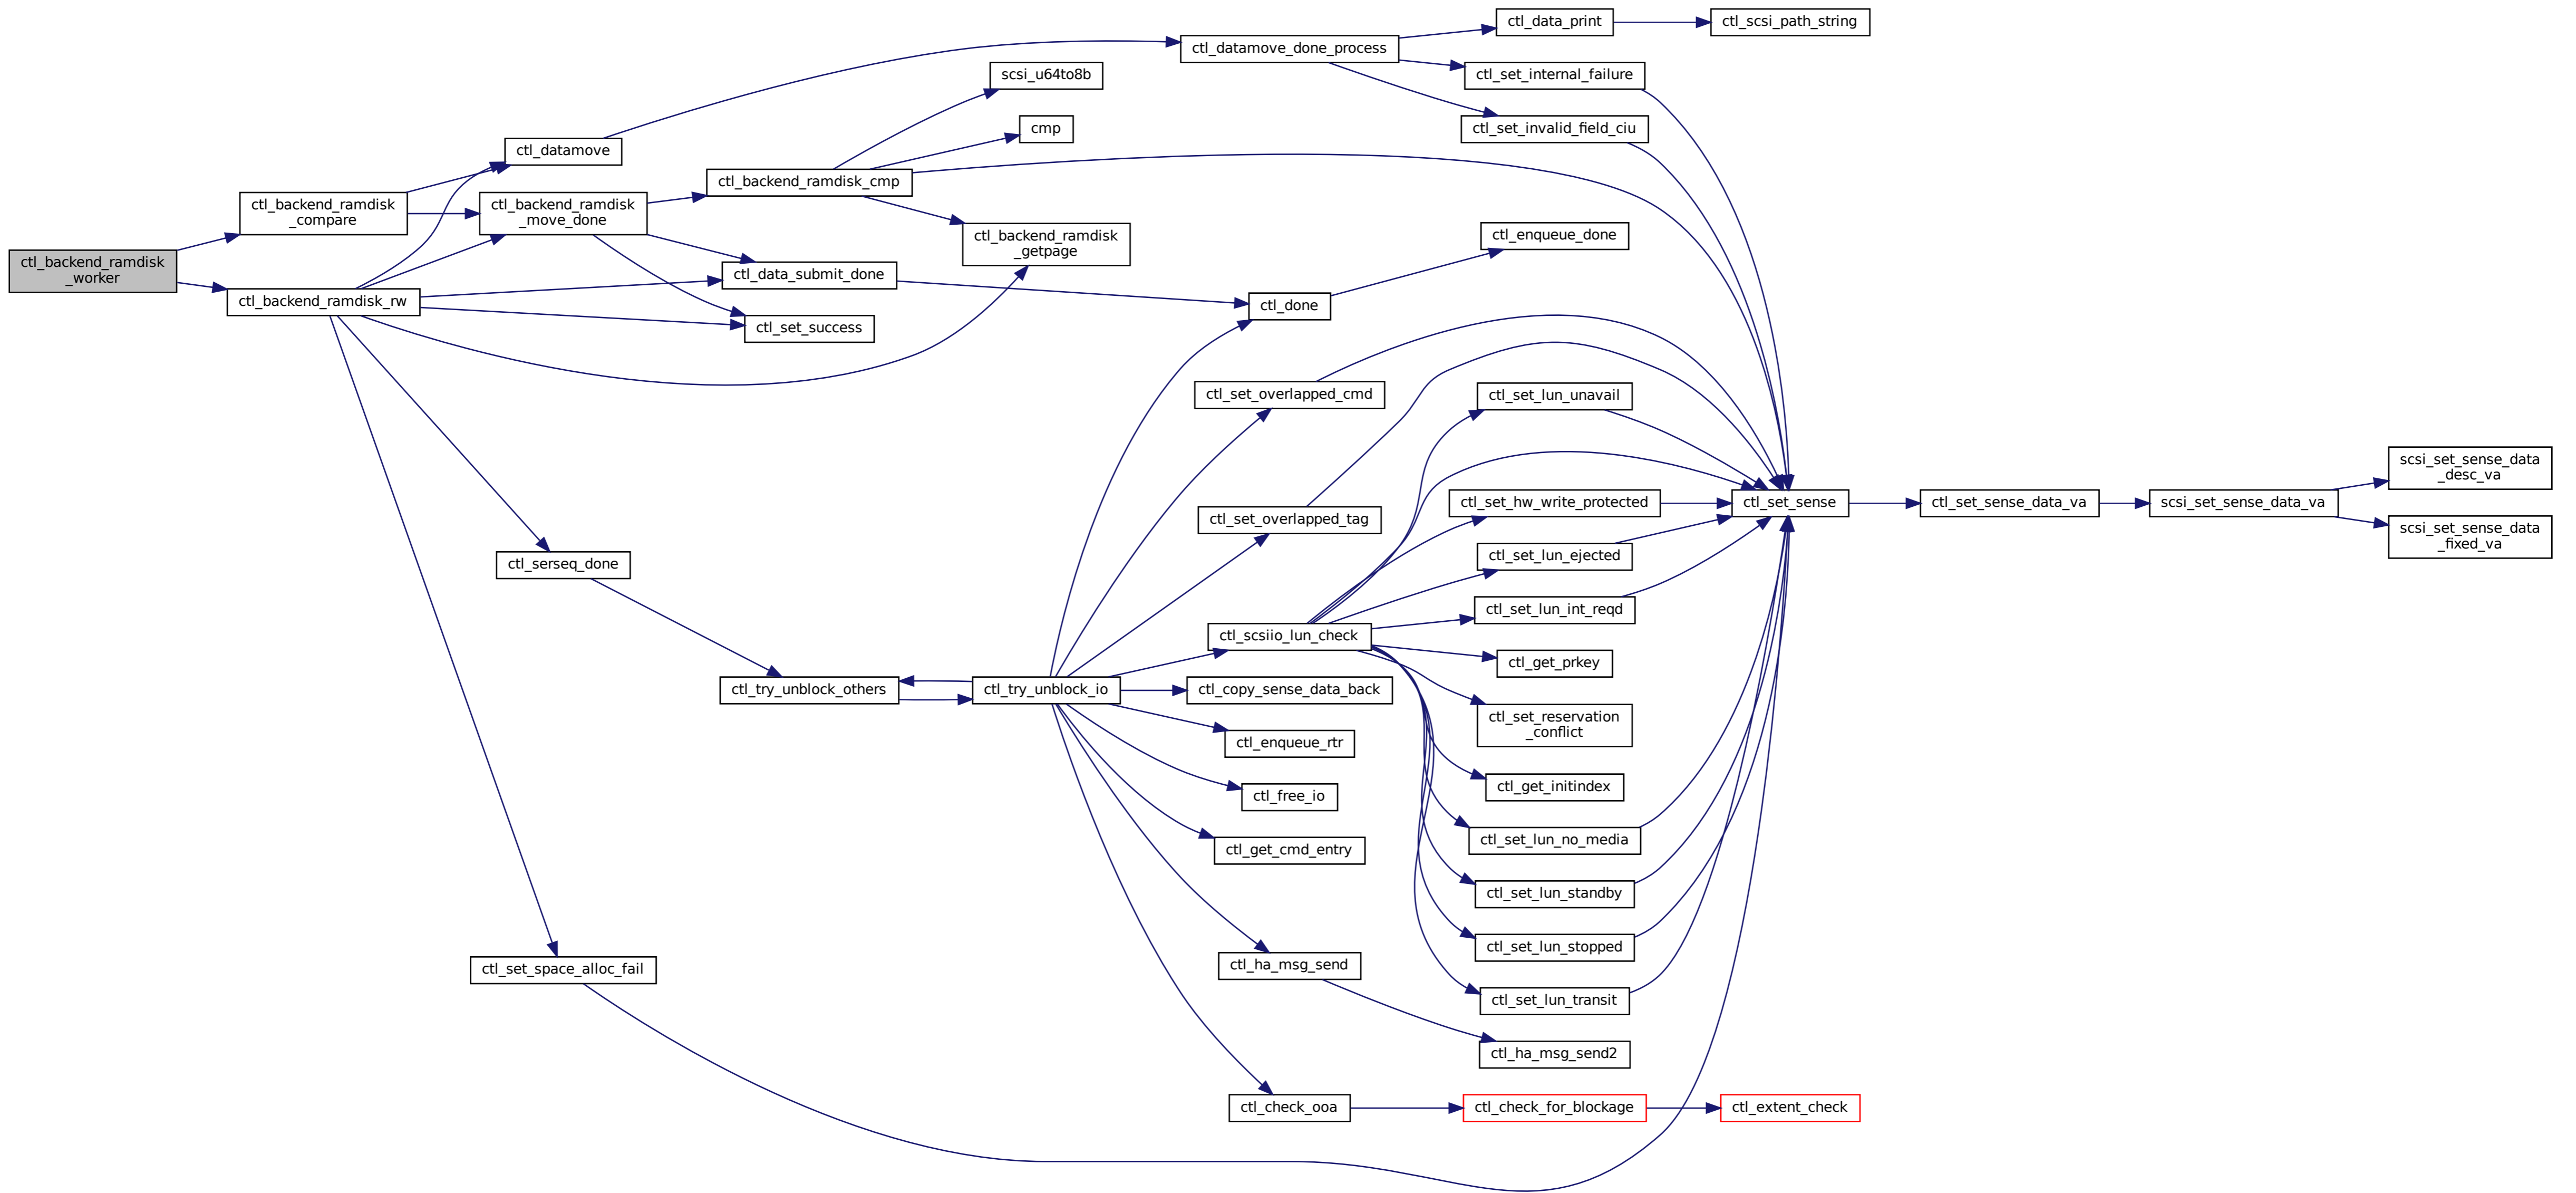 ctl_backend_ramdisk
_worker
ctl_backend_ramdisk
_compare
ctl_backend_ramdisk_rw
ctl_datamove
ctl_backend_ramdisk
_move_done
ctl_serseq_done
ctl_set_space_alloc_fail
ctl_backend_ramdisk_cmp
ctl_data_submit_done
ctl_set_success
ctl_try_unblock_others
scsi_u64to8b
cmp
ctl_backend_ramdisk
_getpage
ctl_try_unblock_io
ctl_datamove_done_process
ctl_done
ctl_set_overlapped_cmd
ctl_set_overlapped_tag
ctl_scsiio_lun_check
ctl_copy_sense_data_back
ctl_enqueue_rtr
ctl_free_io
ctl_get_cmd_entry
ctl_ha_msg_send
ctl_check_ooa
ctl_data_print
ctl_set_internal_failure
ctl_set_invalid_field_ciu
ctl_enqueue_done
ctl_set_lun_unavail
ctl_set_hw_write_protected
ctl_set_lun_ejected
ctl_set_lun_int_reqd
ctl_get_prkey
ctl_set_reservation
_conflict
ctl_get_initindex
ctl_set_lun_no_media
ctl_set_lun_standby
ctl_set_lun_stopped
ctl_set_lun_transit
ctl_ha_msg_send2
ctl_check_for_blockage
ctl_scsi_path_string
ctl_set_sense
ctl_extent_check
ctl_set_sense_data_va
scsi_set_sense_data_va
scsi_set_sense_data
_desc_va
scsi_set_sense_data
_fixed_va